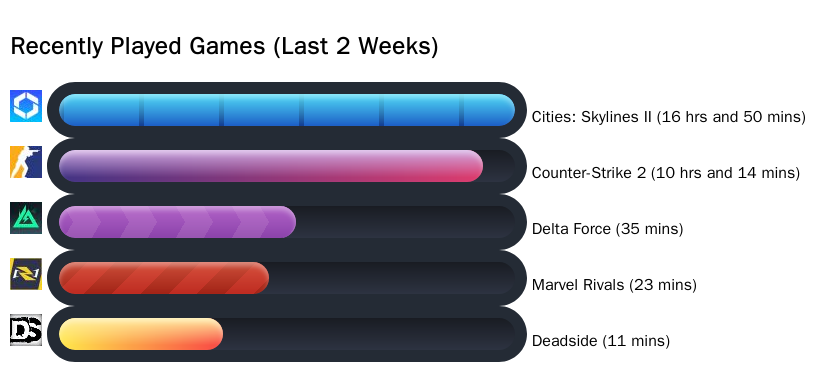 Recently Played Games (Last 2 Weeks)
Cities: Skylines II (16 hrs and 50 mins)
Counter-Strike 2 (10 hrs and 14 mins)
Delta Force (35 mins)
Marvel Rivals (23 mins)
DS
Deadside (11 mins)